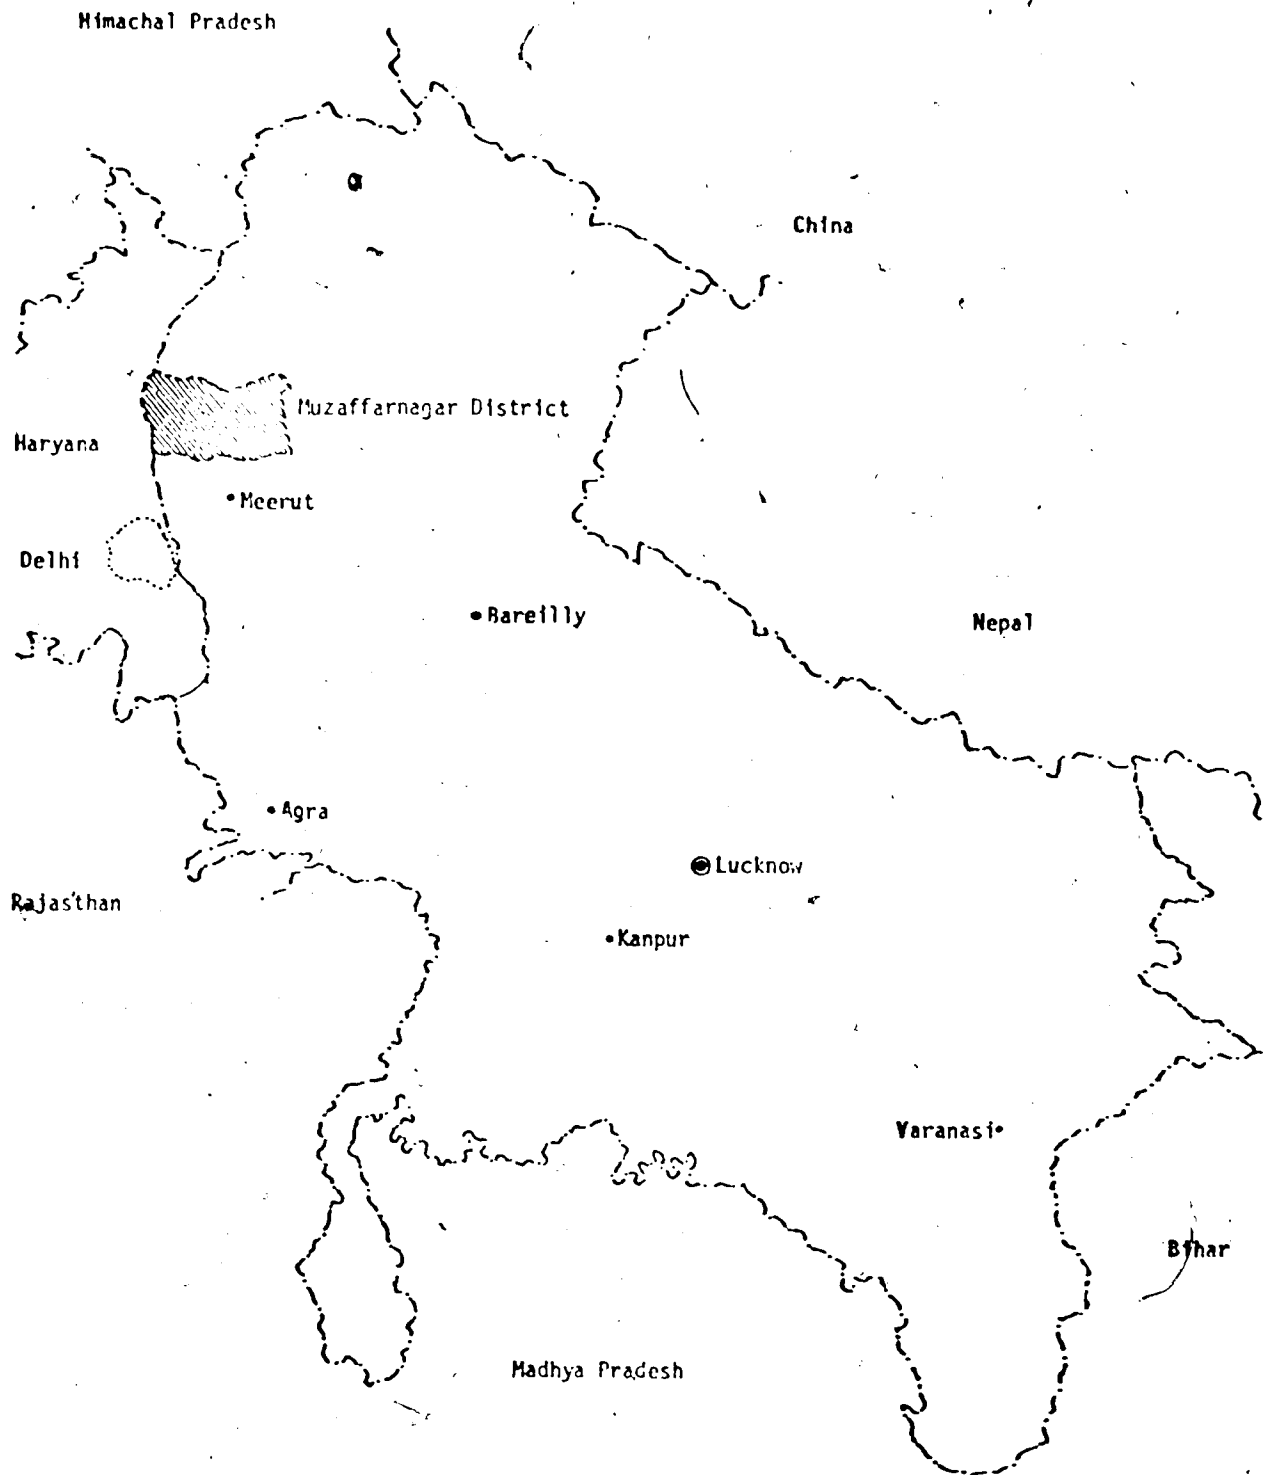 Himachal Pradesh
China
Muzaffarnagar District
Haryana
Meerut
Delhi
Bareilly
Nepal
Agra
Lucknow
Rajasthan
Kanpur
Varanasi
Bihar
Madhya Pradesh